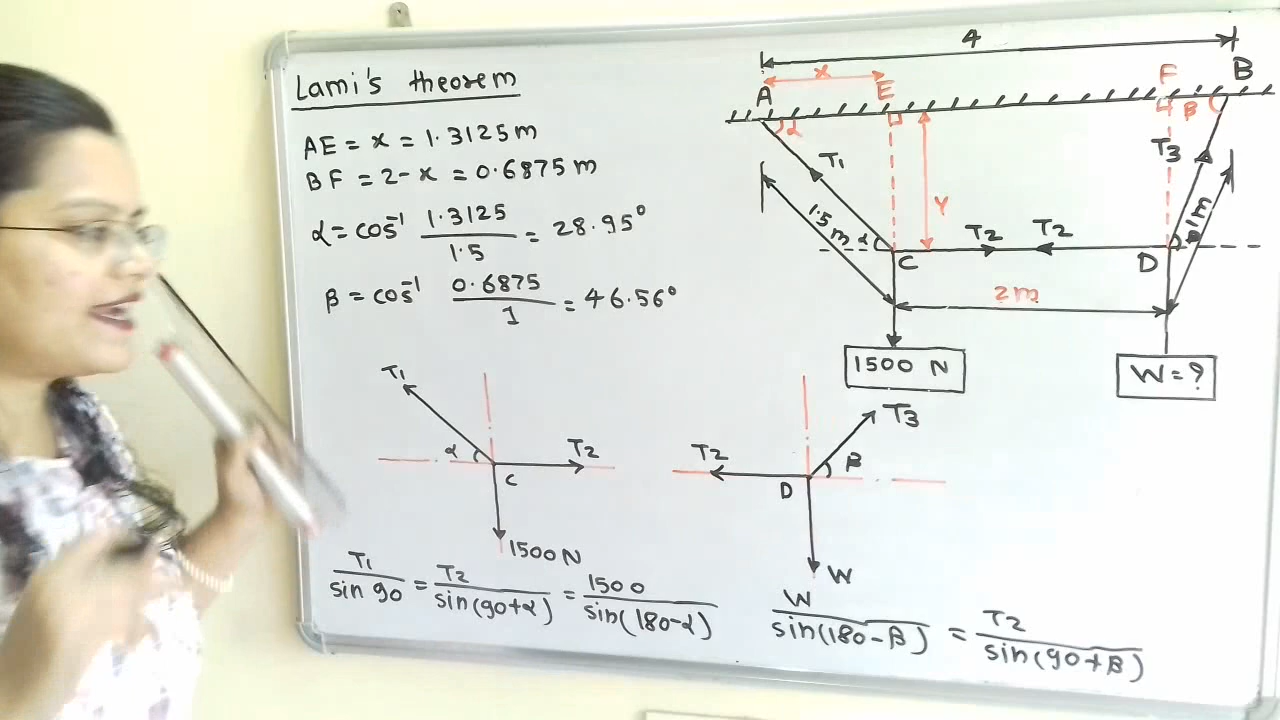 Lami's theorem
AE = x = 1.3125m
BF = 2-x = 0.6875 m
α = cos⁻¹ 1.3125/1.5 = 28.95°
β = cos⁻¹ 0.6875/1 = 46.56°
4
x
A
E
F
B
α
β
T1
T3
Y
1.5 m
α
T2
T2
1m
C
D
2m
1500 N
W = ?
T1
α
T2
C
1500 N
T3
T2
β
D
W
T1/sin 90 = T2/sin(90+α) = 1500/sin(180-α)
W/sin(180-β) = T2/sin(90+β)